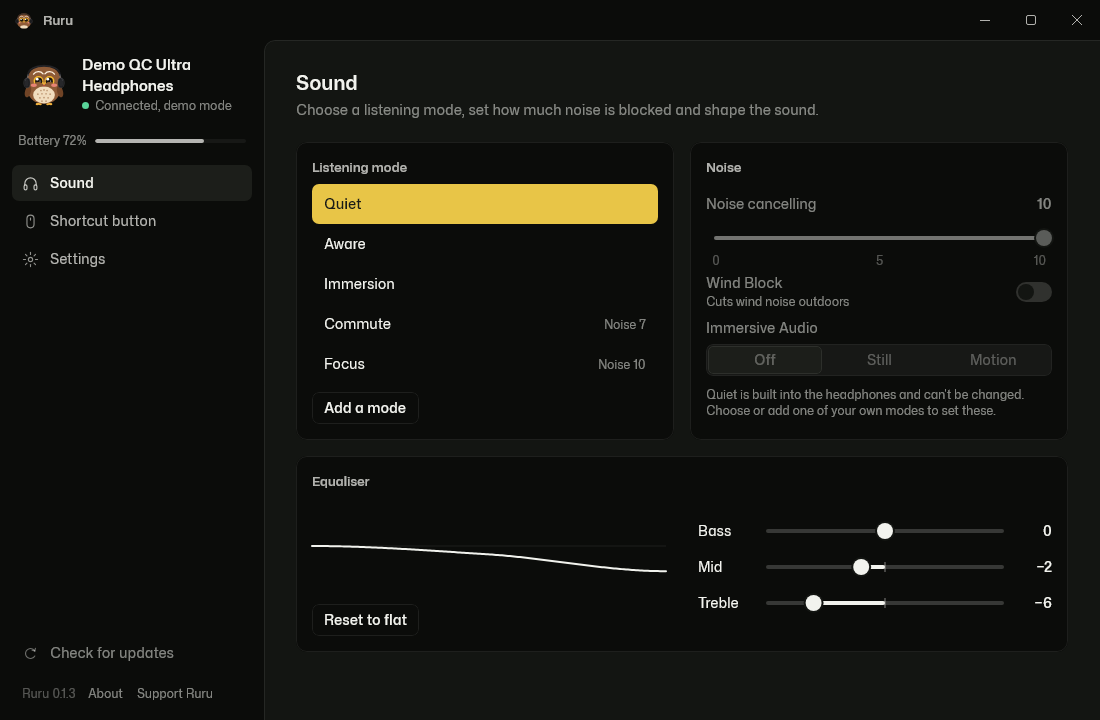 Ruru
Demo QC Ultra
Headphones
Connected, demo mode
Battery 72%
Sound
Shortcut button
Settings
Check for updates
Ruru 0.1.3 About Support Ruru
Sound
Choose a listening mode, set how much noise is blocked and shape the sound.
Listening mode
Quiet
Aware
Immersion
Commute Noise 7
Focus Noise 10
Add a mode
Noise
Noise cancelling 10
0 5 10
Wind Block
Cuts wind noise outdoors
Immersive Audio
Off Still Motion
Quiet is built into the headphones and can't be changed.
Choose or add one of your own modes to set these.
Equaliser
Bass 0
Mid −2
Treble −6
Reset to flat